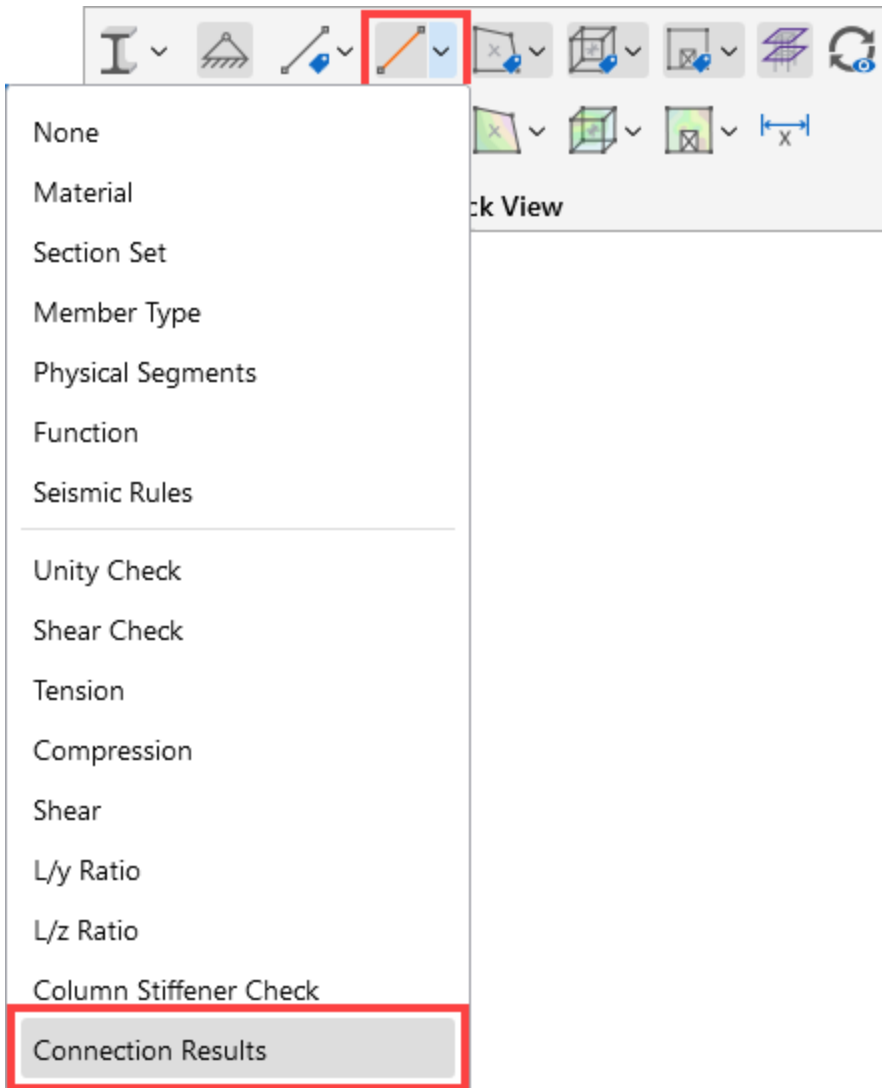 None
Material
ck View
Section Set
Member Type
Physical Segments
Function
Seismic Rules
Unity Check
Shear Check
Tension
Compression
Shear
L/y Ratio
L/z Ratio
Column Stiffener Check
Connection Results